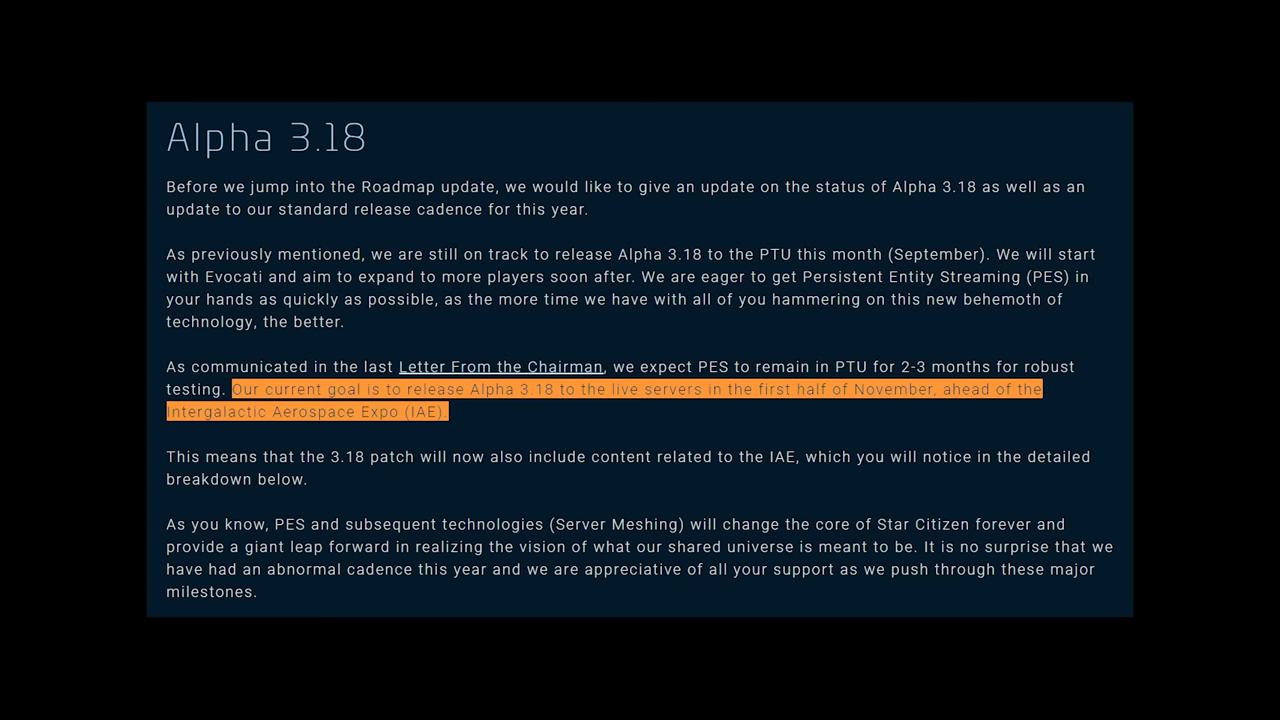 Alpha 3.18
Before we jump into the Roadmap update, we would like to give an update on the status of Alpha 3.18 as well as an
update to our standard release cadence for this year.
As previously mentioned, we are still on track to release Alpha 3.18 to the PTU this month (September). We will start
with Evocati and aim to expand to more players soon after. We are eager to get Persistent Entity Streaming (PES) in
your hands as quickly as possible, as the more time we have with all of you hammering on this new behemoth of
technology, the better.
As communicated in the last Letter From the Chairman, we expect PES to remain in PTU for 2-3 months for robust
testing. Our current goal is to release Alpha 3.18 to the live servers in the first half of November, ahead of the
Intergalactic Aerospace Expo (IAE).
This means that the 3.18 patch will now also include content related to the IAE, which you will notice in the detailed
breakdown below.
As you know, PES and subsequent technologies (Server Meshing) will change the core of Star Citizen forever and
provide a giant leap forward in realizing the vision of what our shared universe is meant to be. It is no surprise that we
have had an abnormal cadence this year and we are appreciative of all your support as we push through these major
milestones.